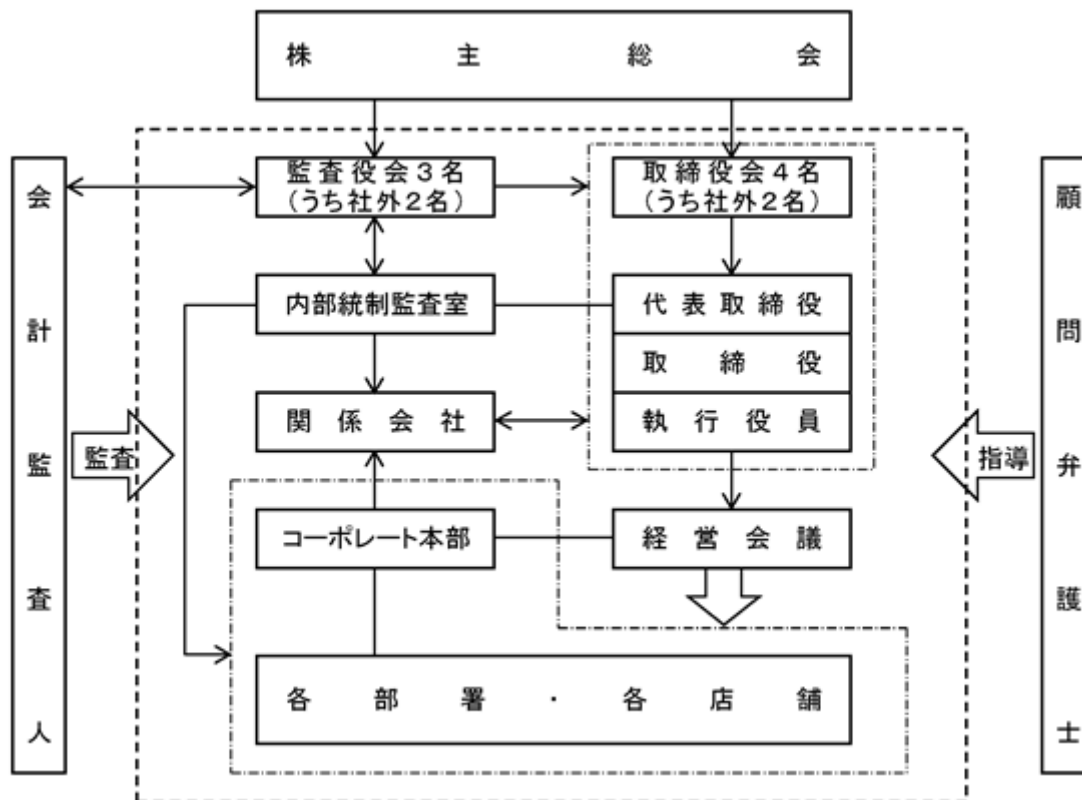 株主総会
会計監査人
監査役会3名
（うち社外2名）
取締役会4名
（うち社外2名）
顧問弁護士
内部統制監査室
代表取締役
取締役
関係会社
執行役員
監査
指導
コーポレート本部
経営会議
各部署・各店舗